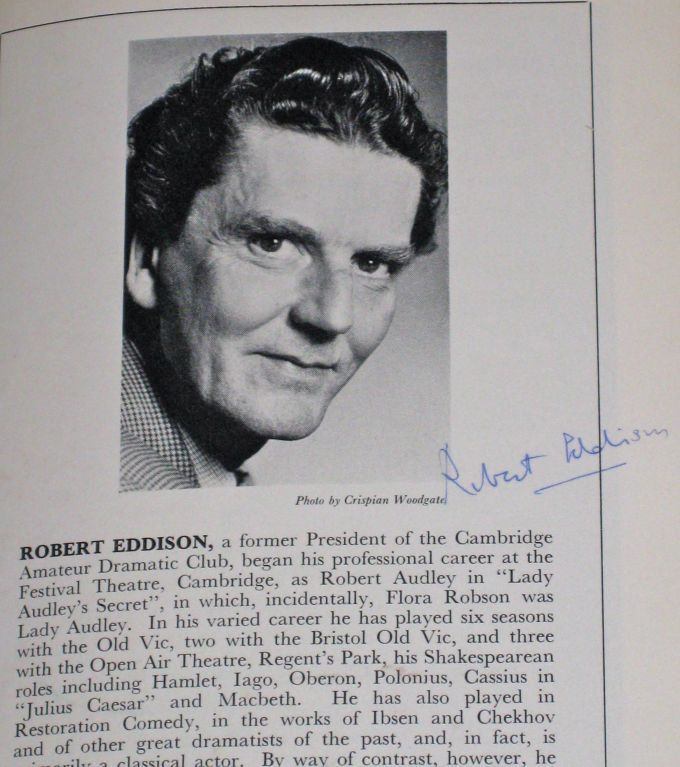 Photo by Crispian Woodgate
Robert Eddison
ROBERT EDDISON, a former President of the Cambridge
Amateur Dramatic Club, began his professional career at the
Festival Theatre, Cambridge, as Robert Audley in “Lady
Audley’s Secret”, in which, incidentally, Flora Robson was
Lady Audley. In his varied career he has played six seasons
with the Old Vic, two with the Bristol Old Vic, and three
with the Open Air Theatre, Regent’s Park, his Shakespearean
roles including Hamlet, Iago, Oberon, Polonius, Cassius in
“Julius Caesar” and Macbeth. He has also played in
Restoration Comedy, in the works of Ibsen and Chekhov
and of other great dramatists of the past, and, in fact, is
primarily a classical actor. By way of contrast, however, he